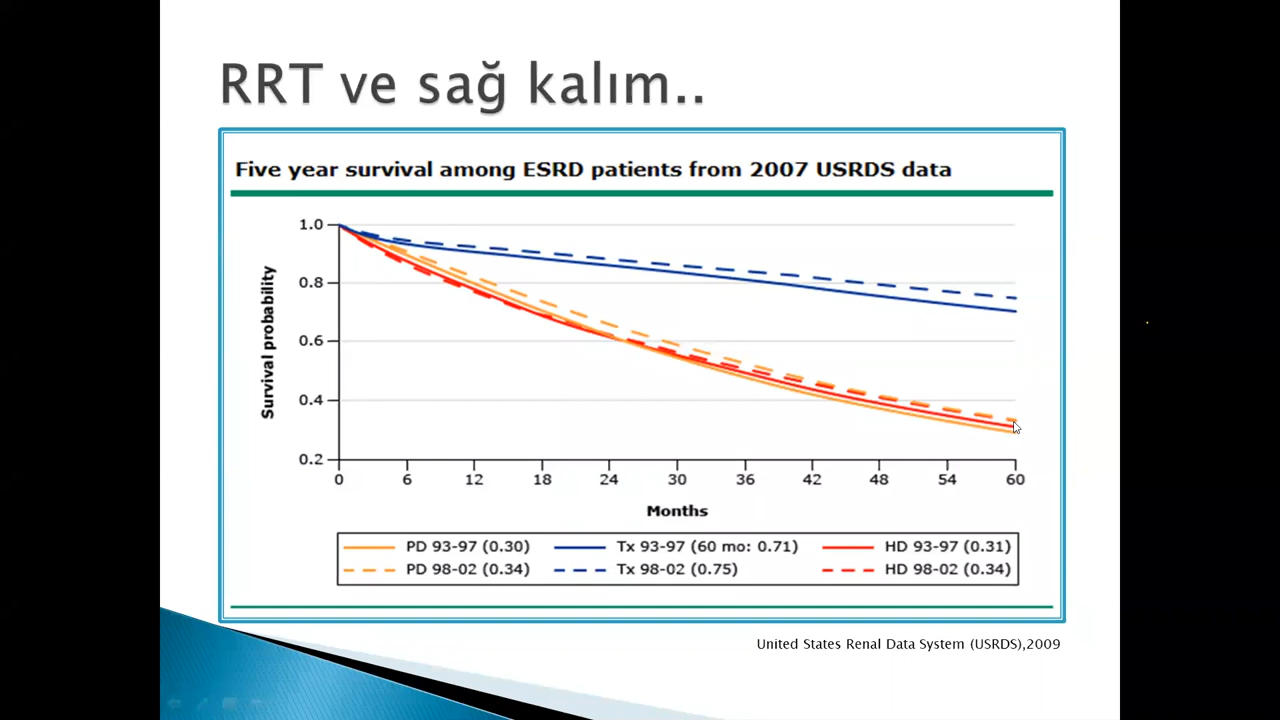 RRT ve sağ kalım..
Five year survival among ESRD patients from 2007 USRDS data
Survival probability
1.0
0.8
0.6
0.4
0.2
0 6 12 18 24 30 36 42 48 54 60
Months
PD 93-97 (0.30) Tx 93-97 (60 mo: 0.71) HD 93-97 (0.31)
PD 98-02 (0.34) Tx 98-02 (0.75) HD 98-02 (0.34)
United States Renal Data System (USRDS),2009